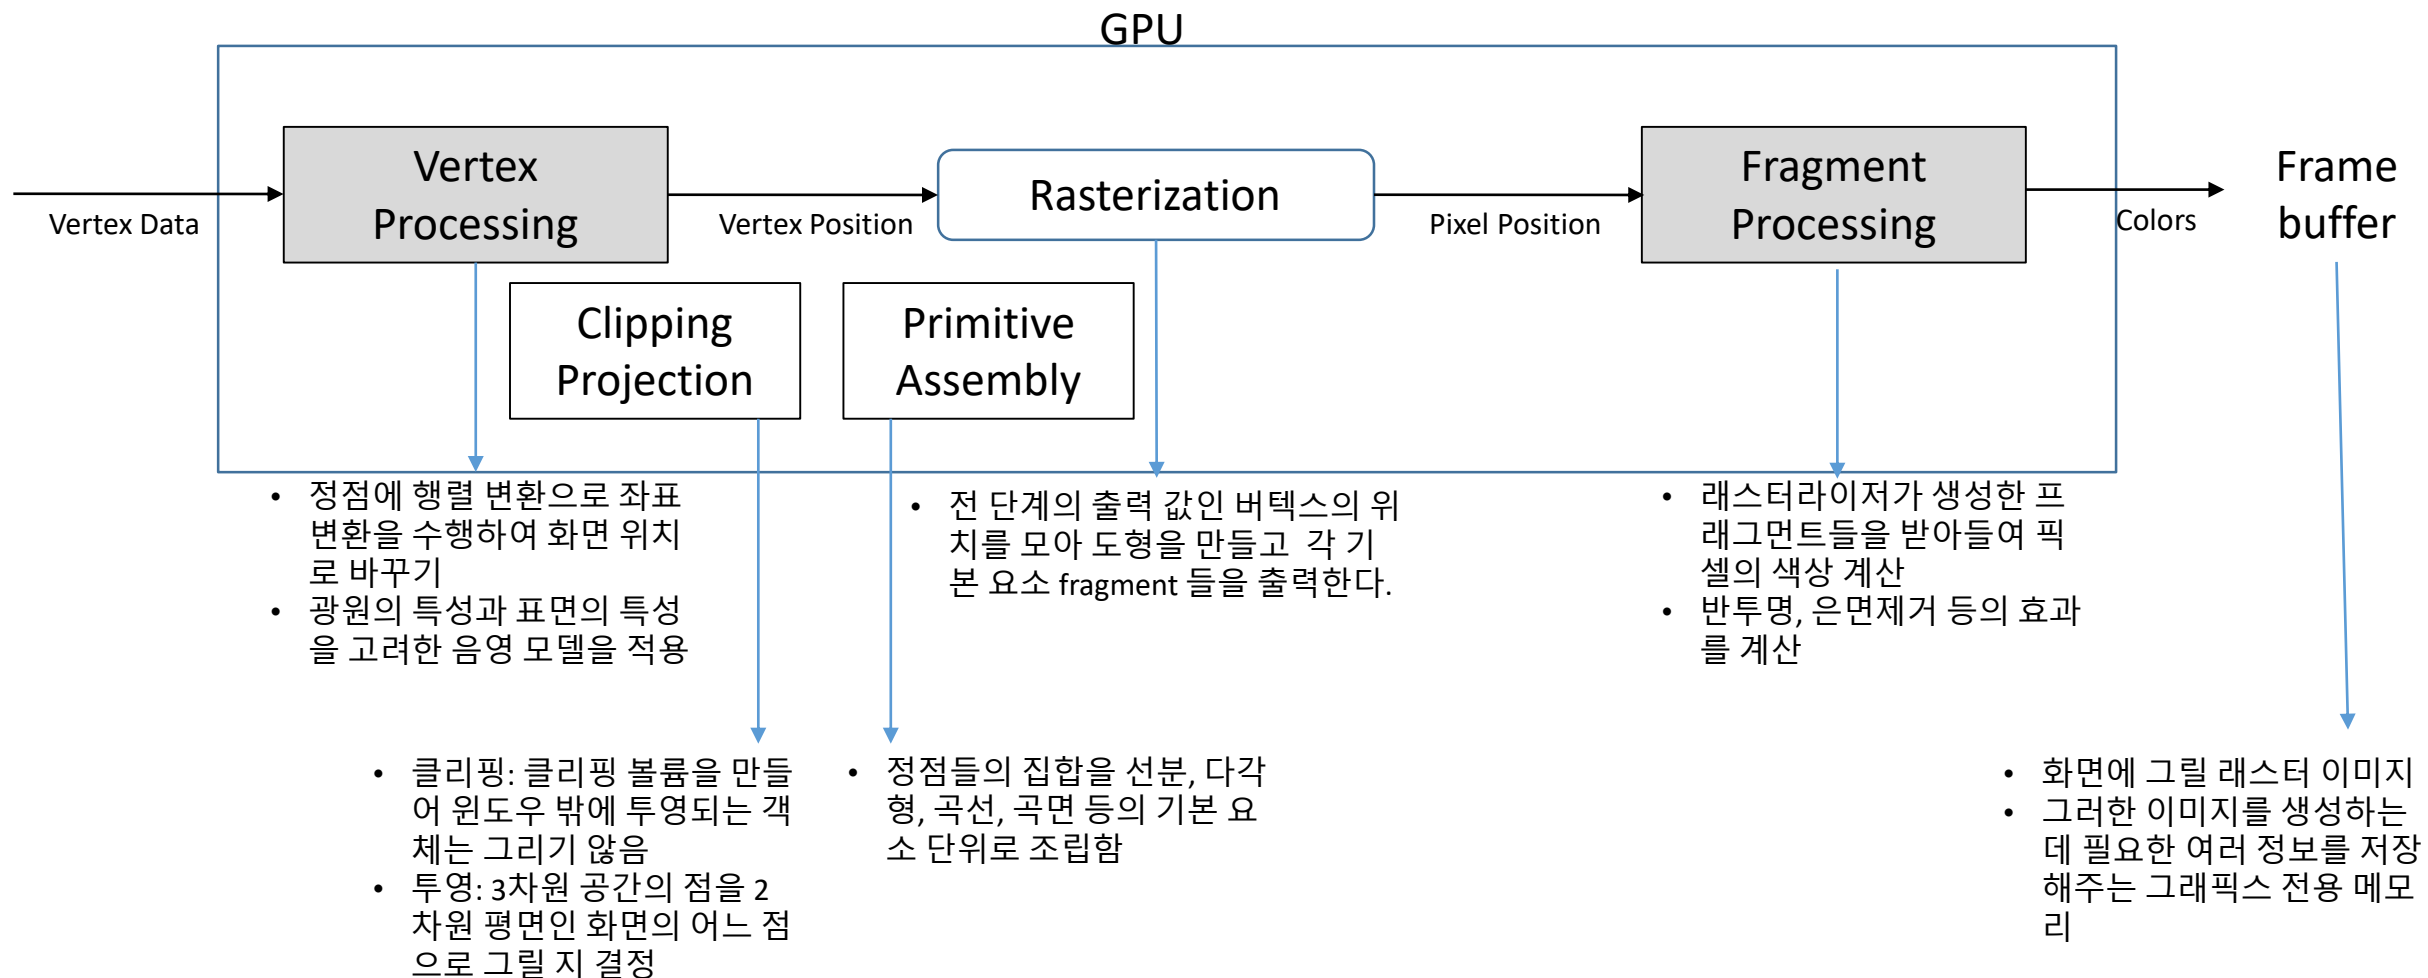 GPU
Vertex
Processing
Rasterization
Fragment
Processing
Frame
buffer
Vertex Data
Vertex Position
Pixel Position
Colors
Clipping
Projection
Primitive
Assembly
• 정점에 행렬 변환으로 좌표
변환을 수행하여 화면 위치
로 바꾸기
• 광원의 특성과 표면의 특성
을 고려한 음영 모델을 적용
• 전 단계의 출력 값인 버텍스의 위
치를 모아 도형을 만들고 각 기
본 요소 fragment 들을 출력한다.
• 래스터라이저가 생성한 프
래그먼트들을 받아들여 픽
셀의 색상 계산
• 반투명, 은면제거 등의 효과
를 계산
• 클리핑: 클리핑 볼륨을 만들
어 윈도우 밖에 투영되는 객
체는 그리기 않음
• 투영: 3차원 공간의 점을 2
차원 평면인 화면의 어느 점
으로 그릴 지 결정
• 정점들의 집합을 선분, 다각
형, 곡선, 곡면 등의 기본 요
소 단위로 조립함
• 화면에 그릴 래스터 이미지
• 그러한 이미지를 생성하는
데 필요한 여러 정보를 저장
해주는 그래픽스 전용 메모
리